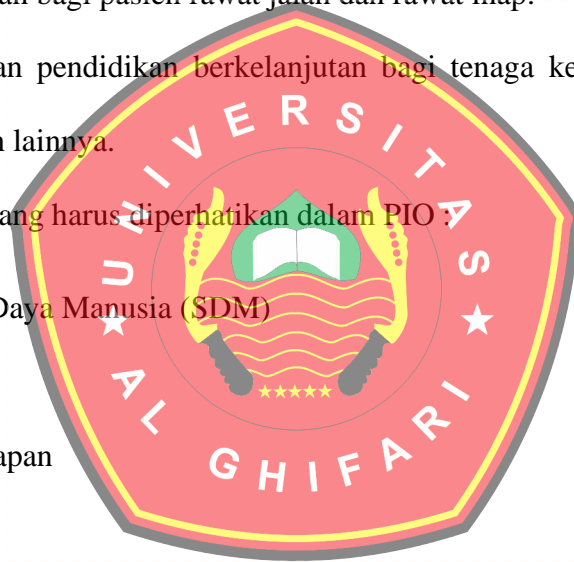 an bagi pasien rawat jalan dan rawat inap.
an pendidikan berkelanjutan bagi tenaga ke
n lainnya.
ang harus diperhatikan dalam PIO :
Daya Manusia (SDM)
apan
UNIVERSITAS
AL GHIFARI